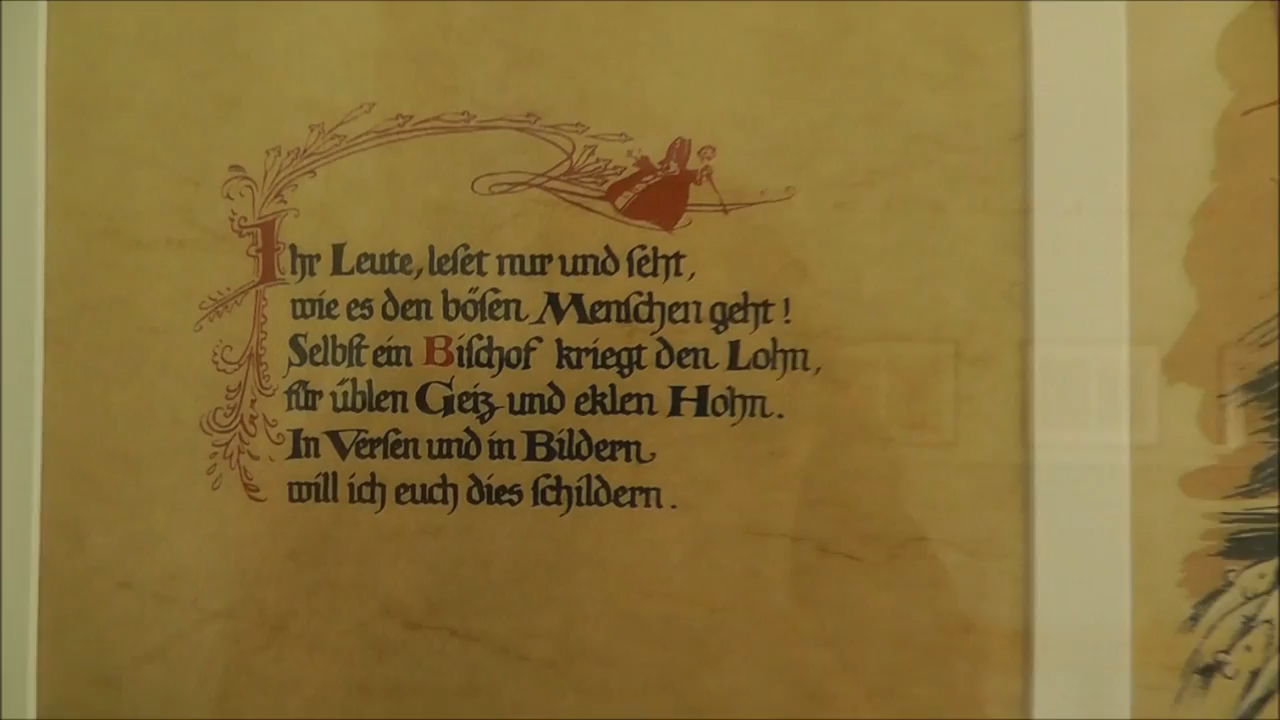 Ihr Leute, leſet nur und ſeht,
wie es den böſen Menſchen geht!
Selbſt ein Biſchof kriegt den Lohn,
für üblen Geiz und eklen Hohn.
In Verſen und in Bildern
will ich euch dies ſchildern.